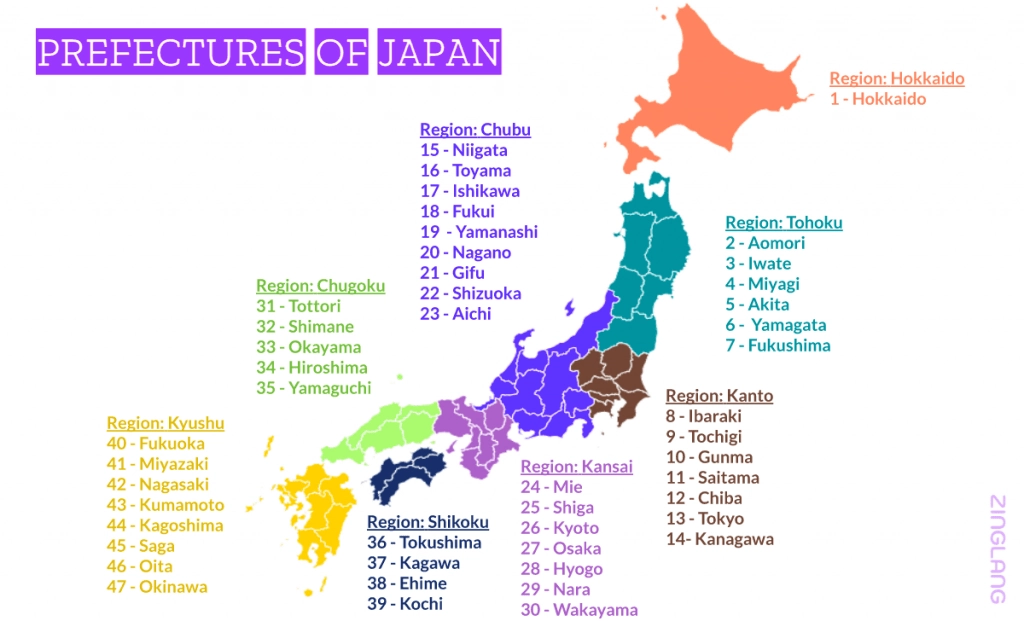 PREFECTURES OF JAPAN
Region: Hokkaido
1 - Hokkaido
Region: Chubu
15 - Niigata
16 - Toyama
17 - Ishikawa
18 - Fukui
19 - Yamanashi
20 - Nagano
21 - Gifu
22 - Shizuoka
23 - Aichi
Region: Tohoku
2 - Aomori
3 - Iwate
4 - Miyagi
5 - Akita
6 - Yamagata
7 - Fukushima
Region: Chugoku
31 - Tottori
32 - Shimane
33 - Okayama
34 - Hiroshima
35 - Yamaguchi
Region: Kanto
8 - Ibaraki
9 - Tochigi
10 - Gunma
11 - Saitama
12 - Chiba
13 - Tokyo
14- Kanagawa
Region: Kyushu
40 - Fukuoka
41 - Miyazaki
42 - Nagasaki
43 - Kumamoto
44 - Kagoshima
45 - Saga
46 - Oita
47 - Okinawa
Region: Shikoku
36 - Tokushima
37 - Kagawa
38 - Ehime
39 - Kochi
Region: Kansai
24 - Mie
25 - Shiga
26 - Kyoto
27 - Osaka
28 - Hyogo
29 - Nara
30 - Wakayama
ZINGLANG